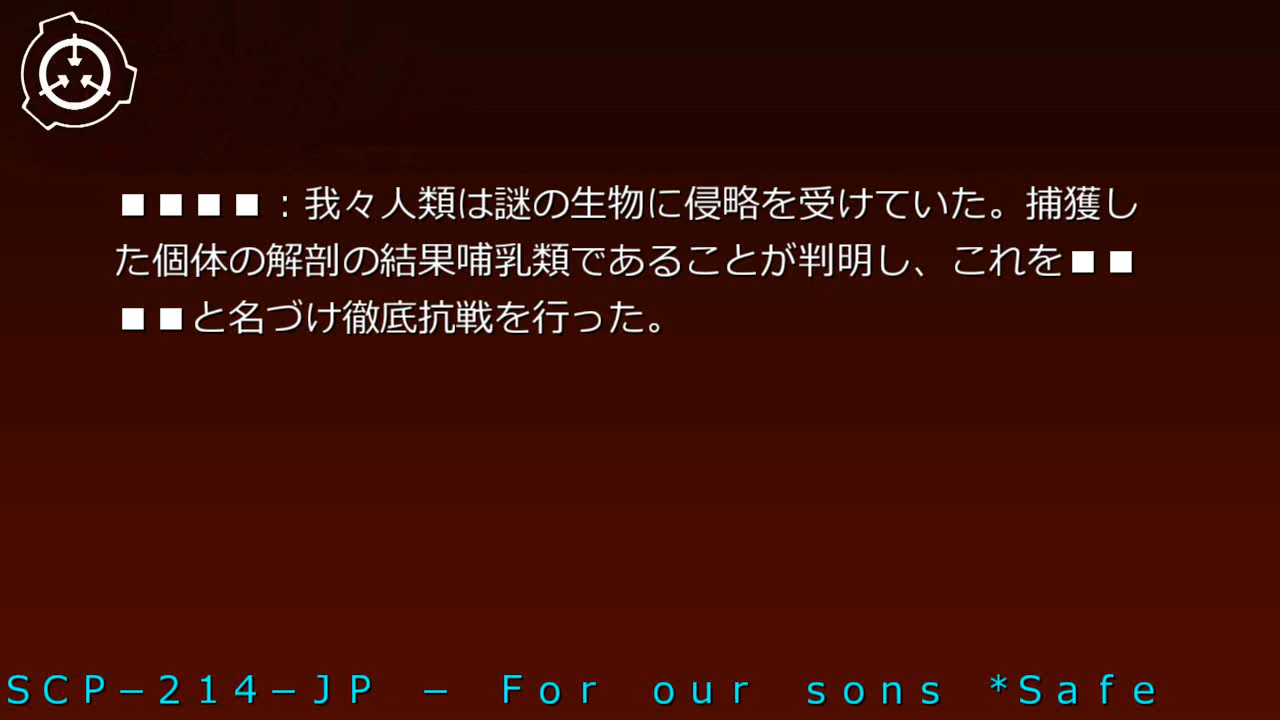 ■■■■：我々人類は謎の生物に侵略を受けていた。捕獲し
た個体の解剖の結果哺乳類であることが判明し、これを■■
■■と名づけ徹底抗戦を行った。
ＳＣＰ−２１４−ＪＰ　−　Ｆｏｒ　ｏｕｒ　ｓｏｎｓ　*Ｓａｆｅ